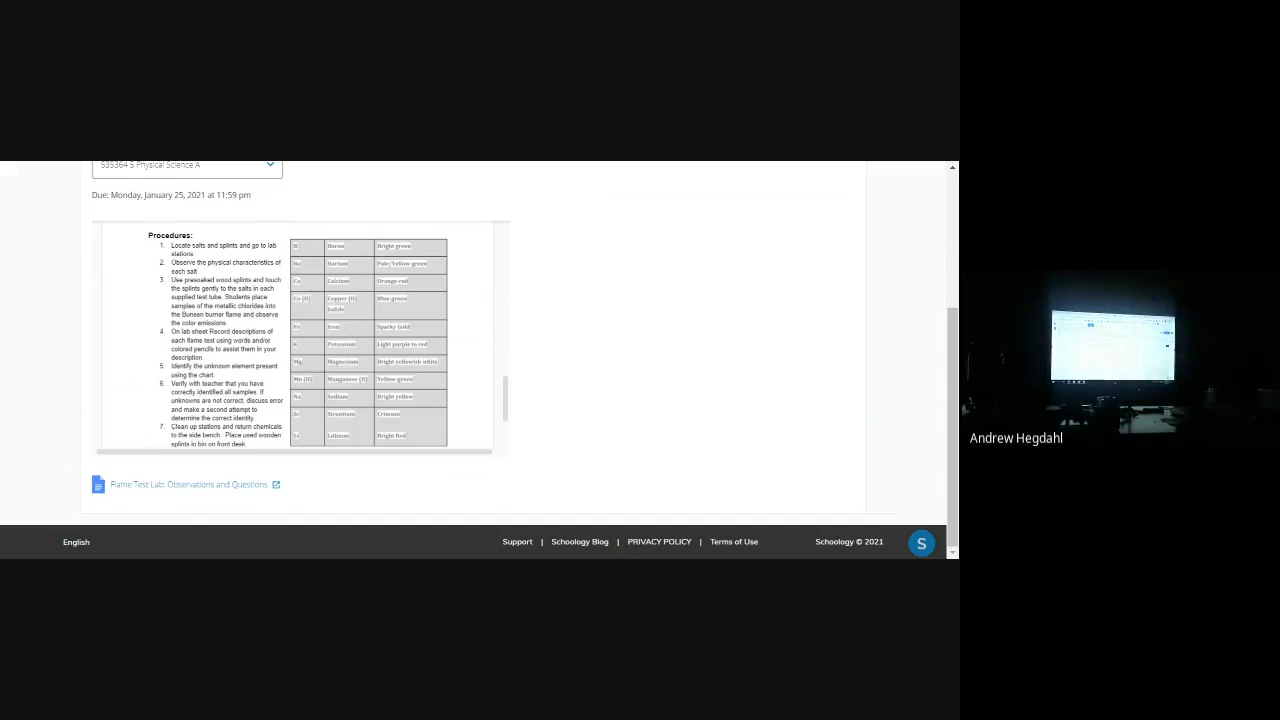 535364 S Physical Science A
Due: Monday, January 25, 2021 at 11:59 pm
Procedures:
1. Locate salts and splints and go to lab
stations.
2. Observe the physical characteristics of
each salt
3. Use presoaked wood splints and touch
the splints gently to the salts in each
supplied test tube. Students place
samples of the metallic chlorides into
the Bunsen burner flame and observe
the color emissions.
4. On lab sheet Record descriptions of
each flame test using words and/or
colored pencils to assist them in your
description.
5. Identify the unknown element present
using the chart.
6. Verify with teacher that you have
correctly identified all samples. If
unknowns are not correct, discuss error
and make a second attempt to
determine the correct identity.
7. Clean up stations and return chemicals
to the side bench. Place used wooden
splints in bin on front desk.
B Boron Bright green
Ba Barium Pale/Yellow-green
Ca Calcium Orange-red
Cu (II) Copper (II) Blue-green
halide
Fe Iron Sparky Gold
K Potassium Light purple to red
Mg Magnesium Bright yellowish white
Mn (II) Manganese (II) Yellow-green
Na Sodium Bright yellow
Sr Strontium Crimson
Li Lithium Bright Red
Flame Test Lab: Observations and Questions
English
Support | Schoology Blog | PRIVACY POLICY | Terms of Use
Schoology © 2021
S
Andrew Hegdahl